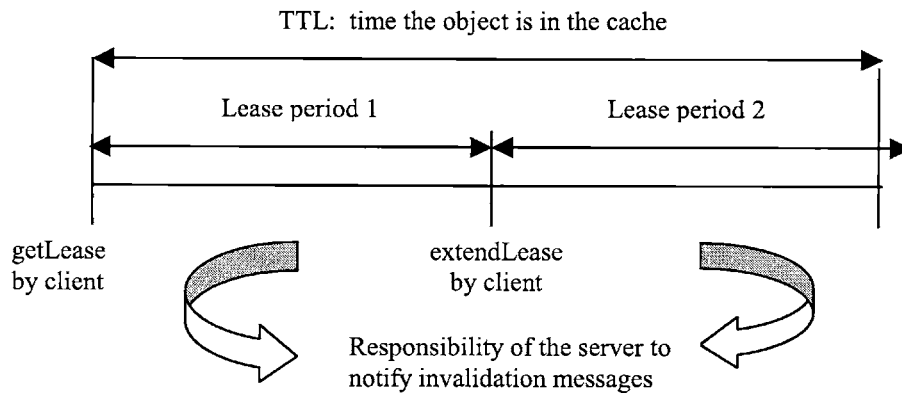 TTL: time the object is in the cache
Lease period 1
Lease period 2
getLease
by client
extendLease
by client
Responsibility of the server to
notify invalidation messages